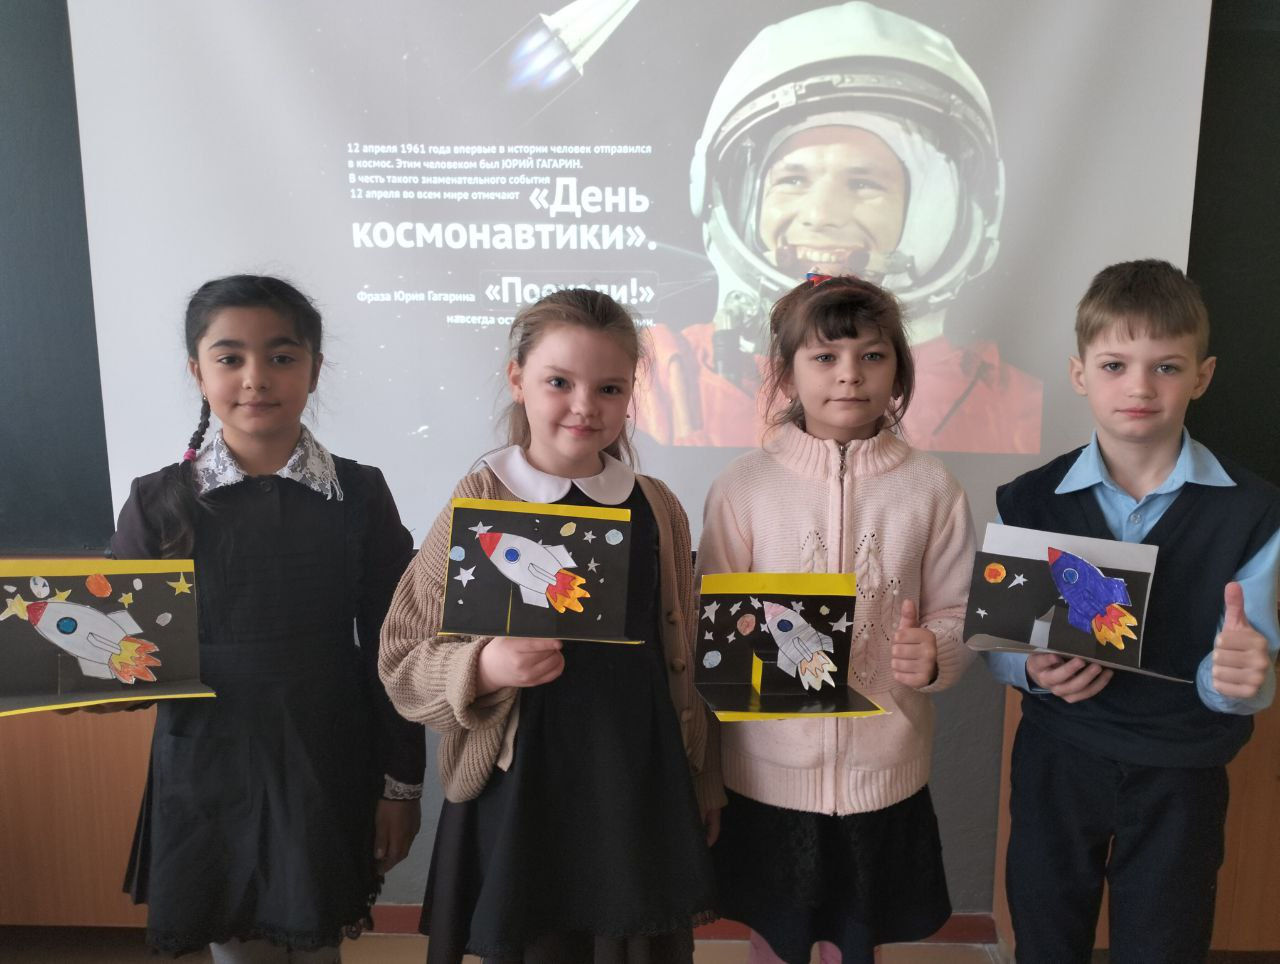 12 апреля 1961 года впервые в истории человек отправился
в космос. Этим человеком был ЮРИЙ ГАГАРИН.
В честь такого знаменательного события
12 апреля во всем мире отмечают «День
космонавтики».
Фраза Юрия Гагарина «Поехали!»
навсегда